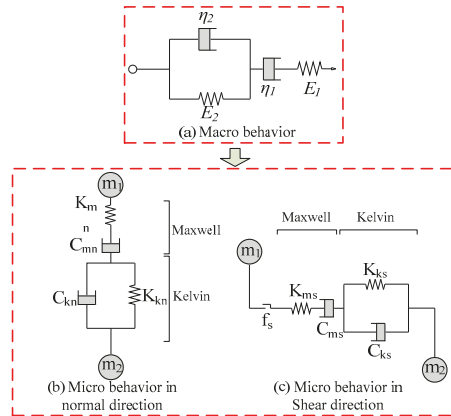 η2
E2
η1
E1
(a) Macro behavior
m1
Km
n
Cmn
Maxwell
Ckn
Kkn
Kelvin
m2
(b) Micro behavior in
normal direction
Maxwell
Kelvin
m1
fs
Kms
Cms
Kks
Cks
m2
(c) Micro behavior in
Shear direction